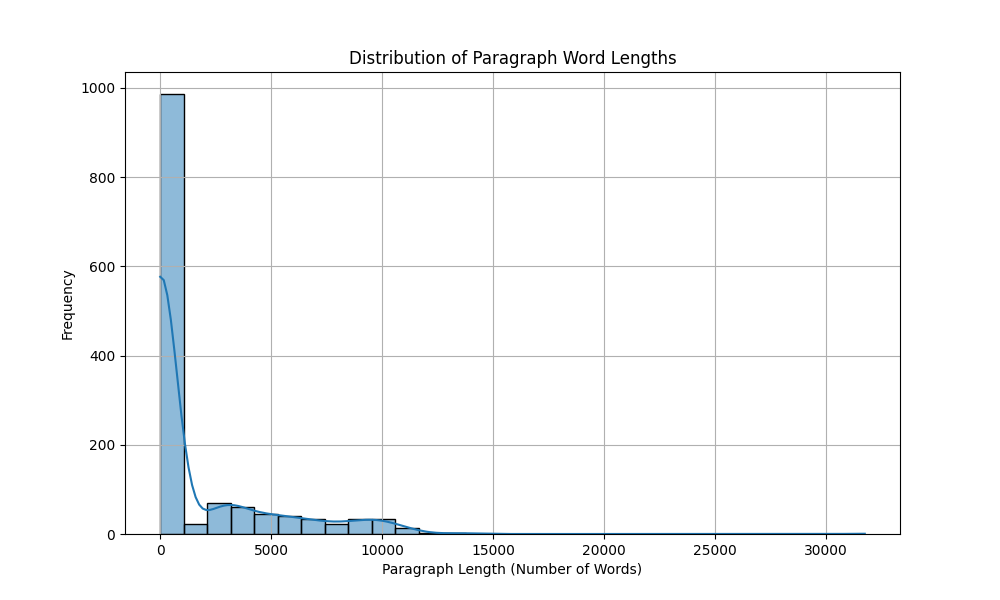 Distribution of Paragraph Word Lengths
1000
800
600
400
200
0
Frequency
0 5000 10000 15000 20000 25000 30000
Paragraph Length (Number of Words)